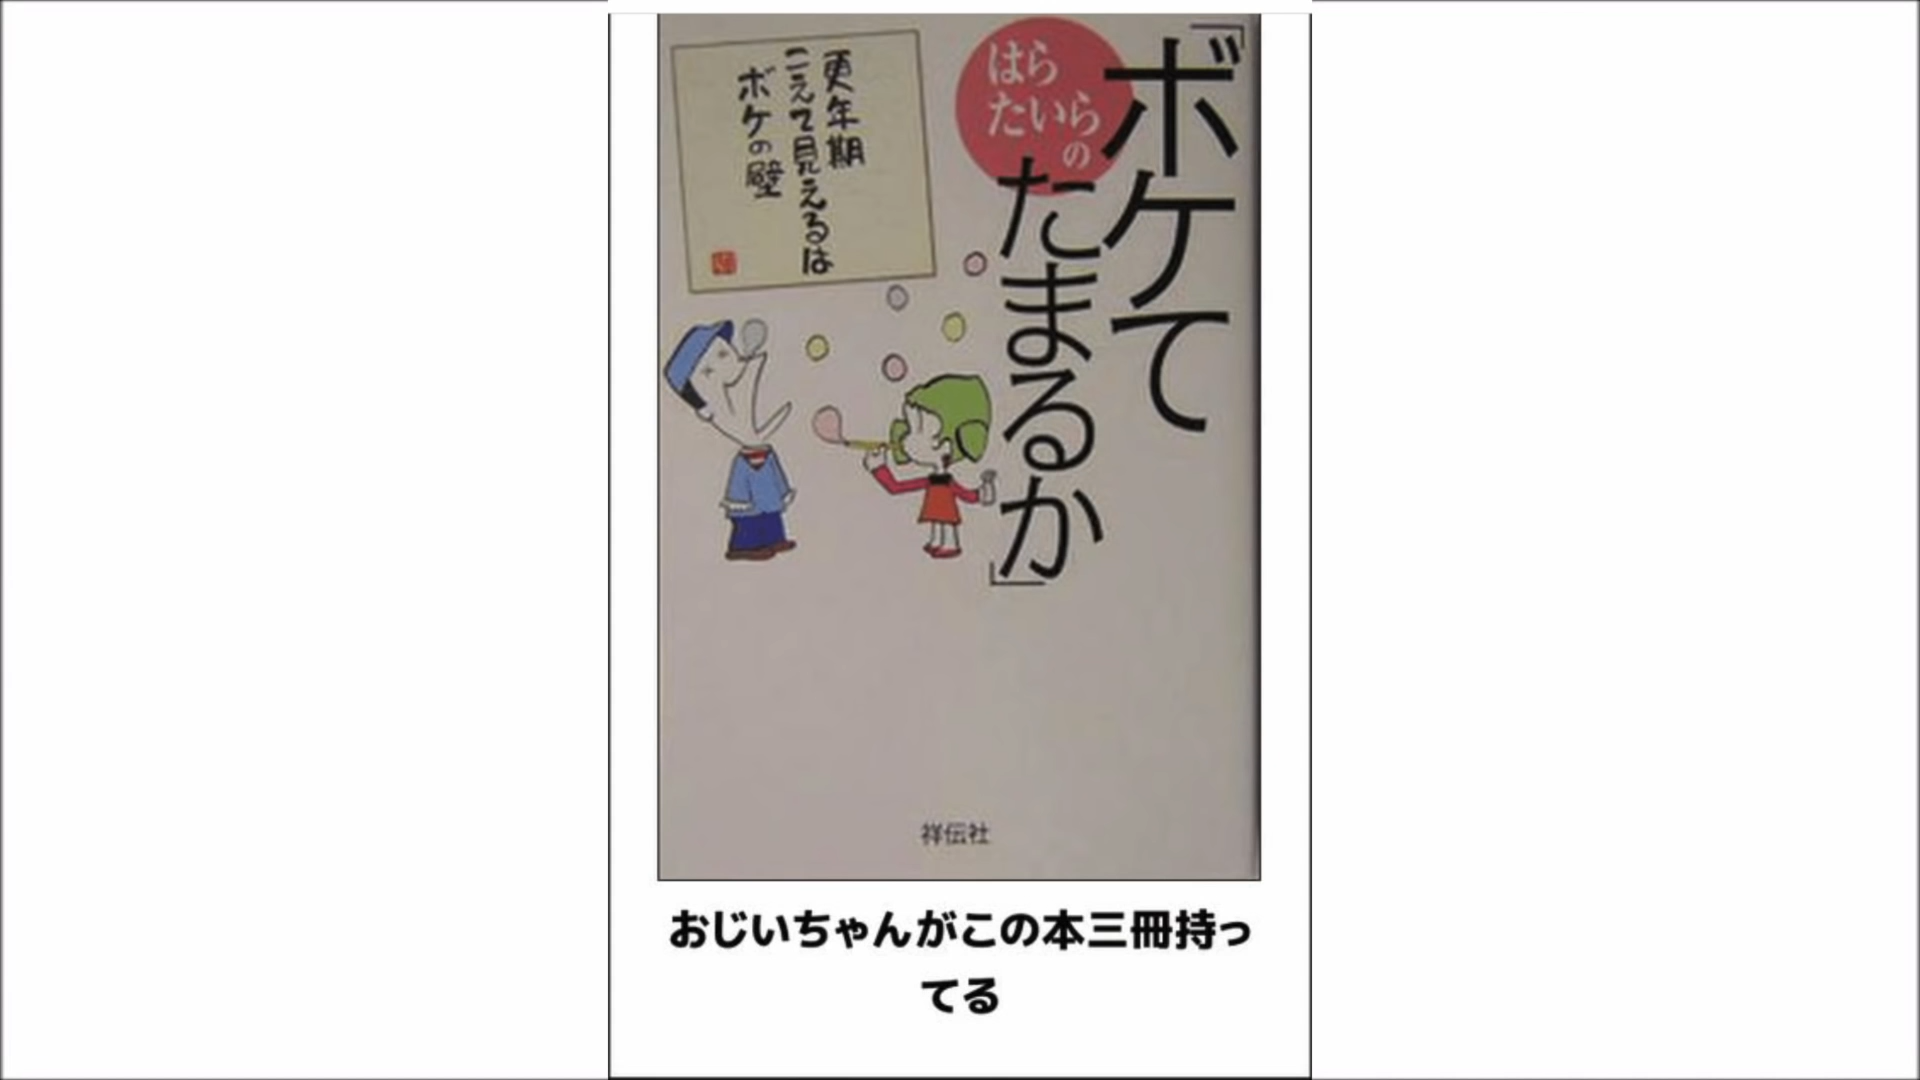 はら
たいら
の
「ボケて
たまるか」
更年期
こえて見えるは
ボケの壁
祥伝社
おじいちゃんがこの本三冊持っ
てる